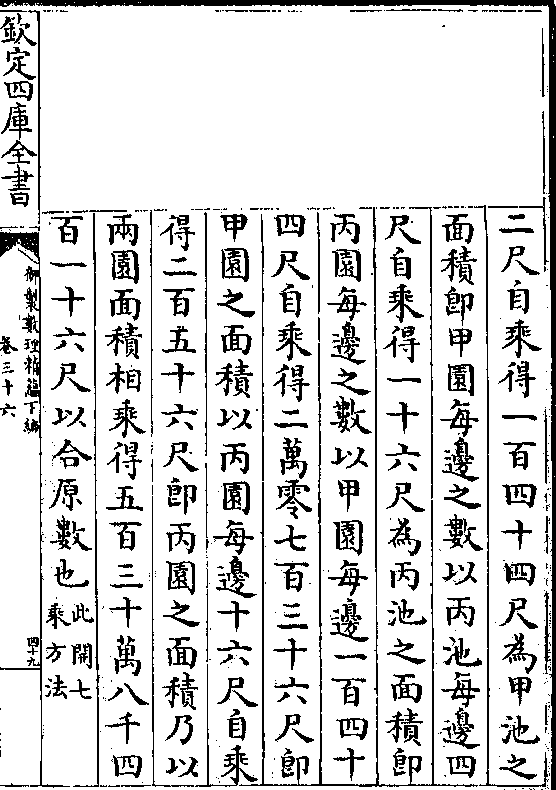 二尺自乘得一百四十四尺為甲池之
面積即甲園每邊之數以丙池每邊四
尺自乘得一十六尺為丙池之面積即
丙園每邊之數以甲園每邊一百四十
四尺自乘得二萬零七百三十六尺即
甲園之面積以丙園每邊十六尺自乘
得二百五十六尺即丙園之面積乃以
兩園面積相乘得五百三十萬八千四
百一十六尺以合原數也此開七
乘方法
欽定四庫全書
御製數理精蘊下編
卷三十六
四十九